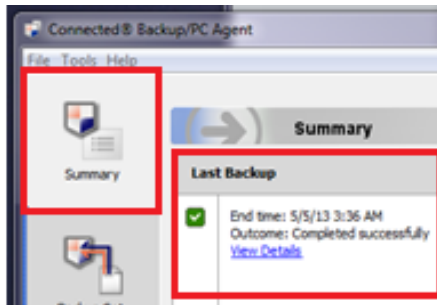 Connected® Backup/PC Agent
File Tools Help
Summary
Summary
Last Backup
End time: 5/5/13 3:36 AM
Outcome: Completed successfully
View Details